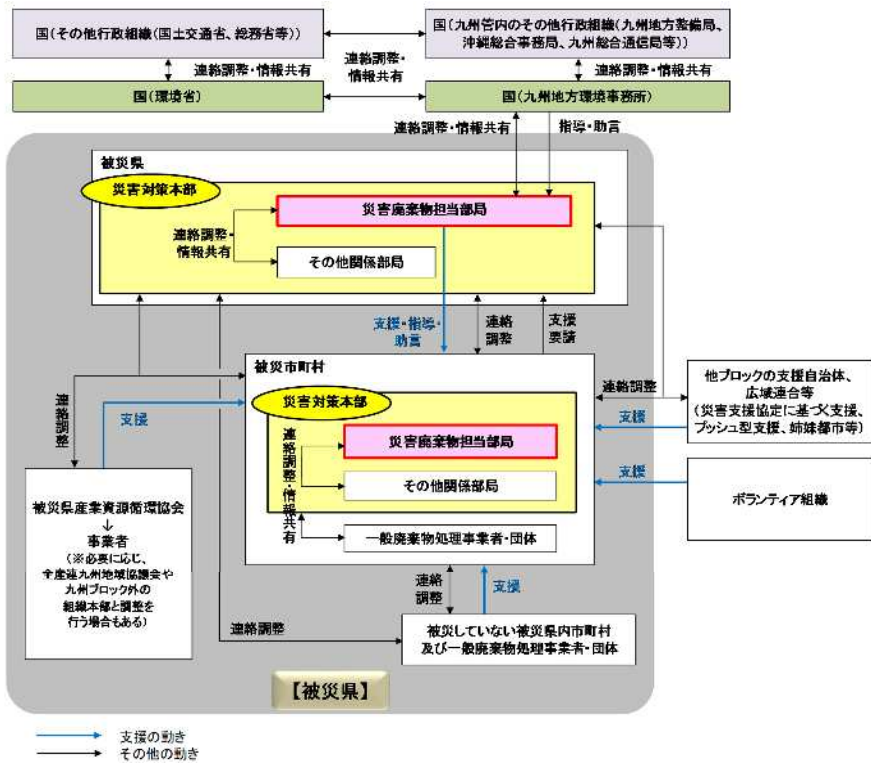 国(その他行政組織(国土交通省、総務省等))
国(九州管内のその他行政組織(九州地方整備局、
沖縄総合事務局、九州総合通信局等))
連絡調整・情報共有
連絡調整・
情報共有
連絡調整・情報共有
国(環境省)
国(九州地方環境事務所)
連絡調整・情報共有
指導・助言
被災県
災害対策本部
災害廃棄物担当部局
連絡調整・
情報共有
その他関係部局
支援・指導・
助言
連絡
調整
支援
要請
被災市町村
連絡調整
他ブロックの支援自治体、
広域連合等
(災害支援協定に基づく支援、
プッシュ型支援、姉妹都市等)
災害対策本部
支援
支援
連絡調整
災害廃棄物担当部局
連絡調整・情報共有
その他関係部局
支援
ボランティア組織
被災県産業資源循環協会
↓
事業者
(※必要に応じ、
全産連九州地域協議会や
九州ブロック外の
組織本部と調整を
行う場合もある)
一般廃棄物処理事業者・団体
連絡
調整
支援
連絡調整
被災していない被災県内市町村
及び一般廃棄物処理事業者・団体
【被災県】
支援の動き
その他の動き